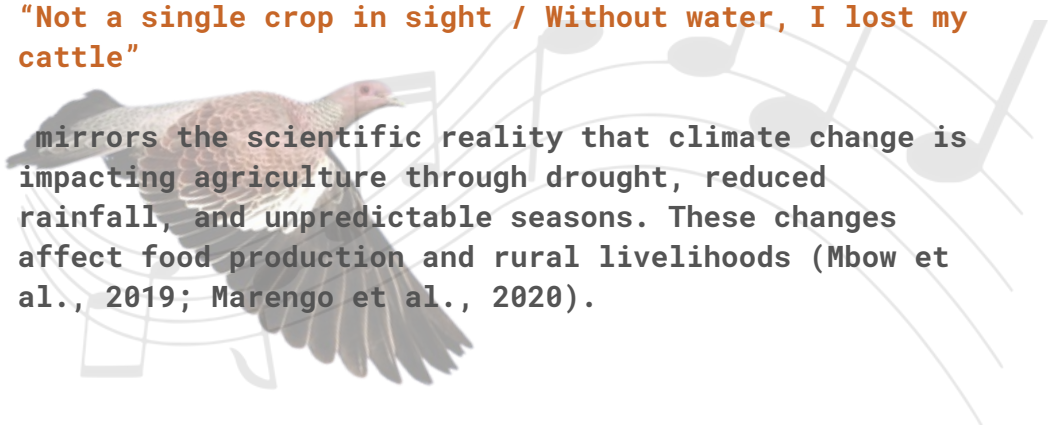 “Not a single crop in sight / Without water, I lost my
cattle”
mirrors the scientific reality that climate change is
impacting agriculture through drought, reduced
rainfall, and unpredictable seasons. These changes
affect food production and rural livelihoods (Mbow et
al., 2019; Marengo et al., 2020).